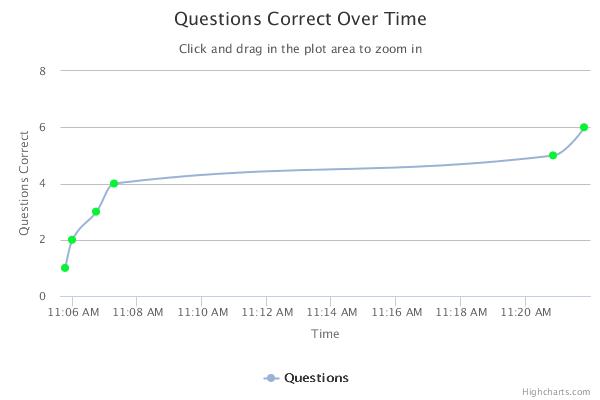 Questions Correct Over Time
Click and drag in the plot area to zoom in
8
6
4
2
0
Questions Correct
11:06 AM 11:08 AM 11:10 AM 11:12 AM 11:14 AM 11:16 AM 11:18 AM 11:20 AM
Time
Questions
Highcharts.com